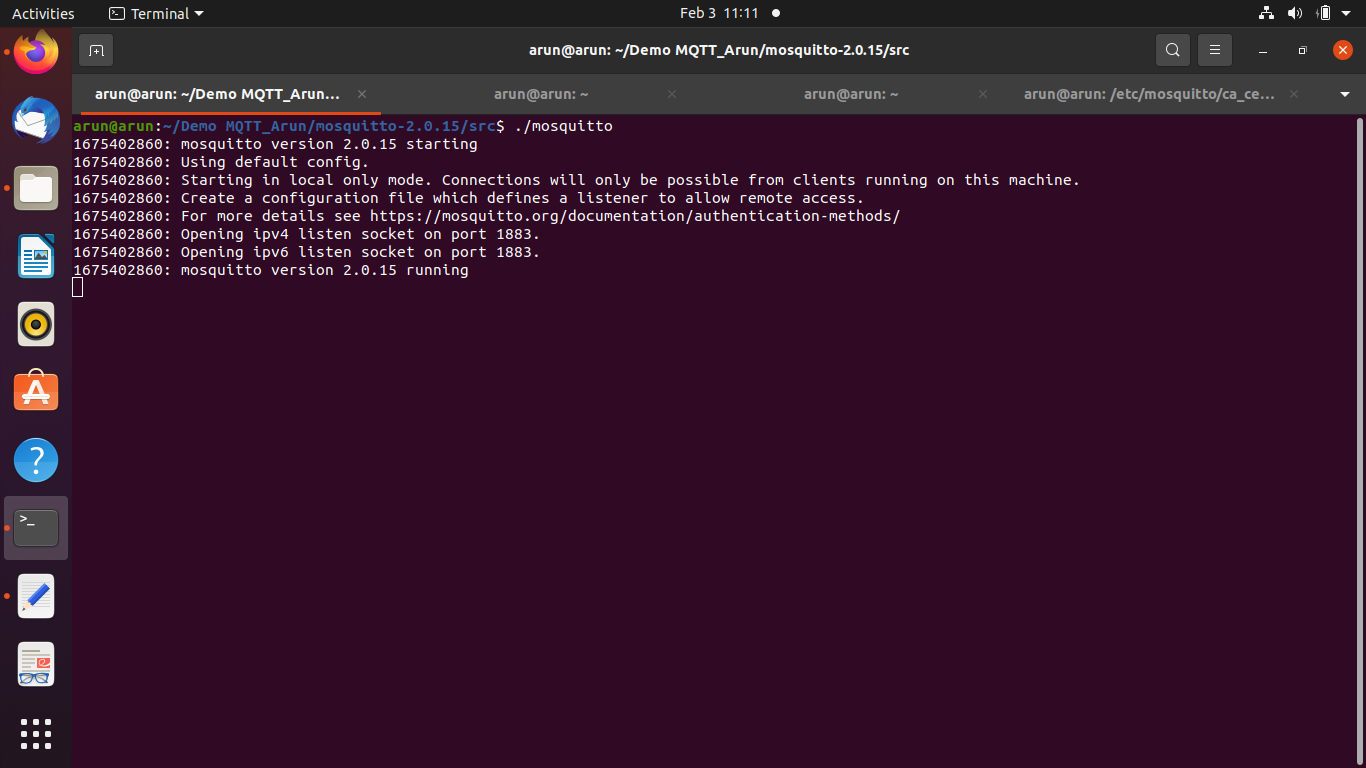 Activities
Terminal
Feb 3 11:11
arun@arun: ~/Demo MQTT_Arun/mosquitto-2.0.15/src
arun@arun: ~/Demo MQTT_Arun...
arun@arun: ~
arun@arun: ~
arun@arun: /etc/mosquitto/ca_ce...
arun@arun:~/Demo MQTT_Arun/mosquitto-2.0.15/src$ ./mosquitto
1675402860: mosquitto version 2.0.15 starting
1675402860: Using default config.
1675402860: Starting in local only mode. Connections will only be possible from clients running on this machine.
1675402860: Create a configuration file which defines a listener to allow remote access.
1675402860: For more details see https://mosquitto.org/documentation/authentication-methods/
1675402860: Opening ipv4 listen socket on port 1883.
1675402860: Opening ipv6 listen socket on port 1883.
1675402860: mosquitto version 2.0.15 running